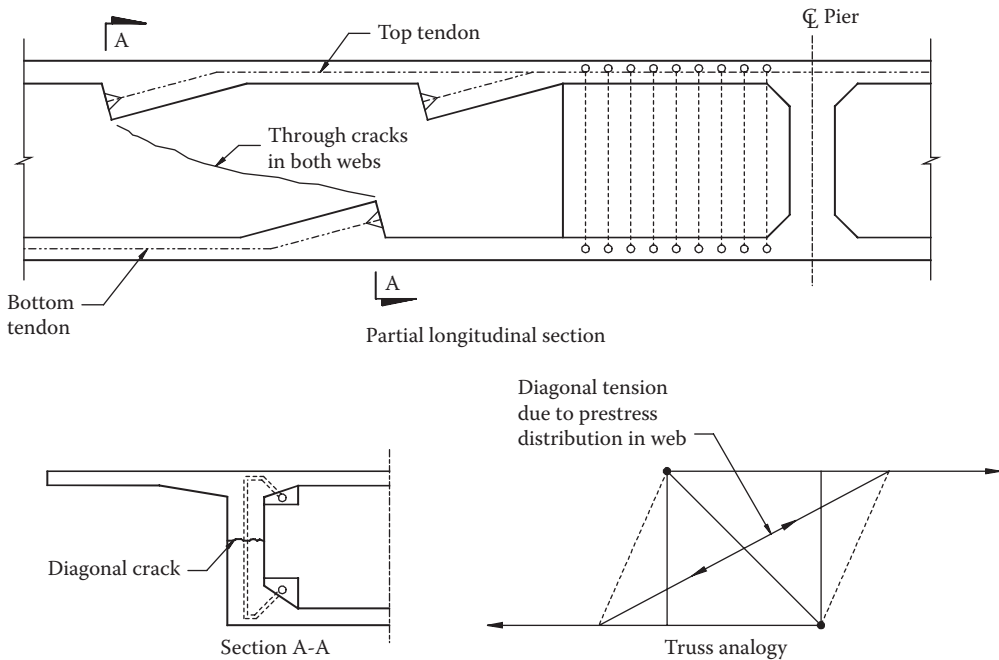 A
Top tendon
℄ Pier
Through cracks
in both webs
Bottom
tendon
A
Partial longitudinal section
Diagonal tension
due to prestress
distribution in web
Diagonal crack
Section A-A
Truss analogy